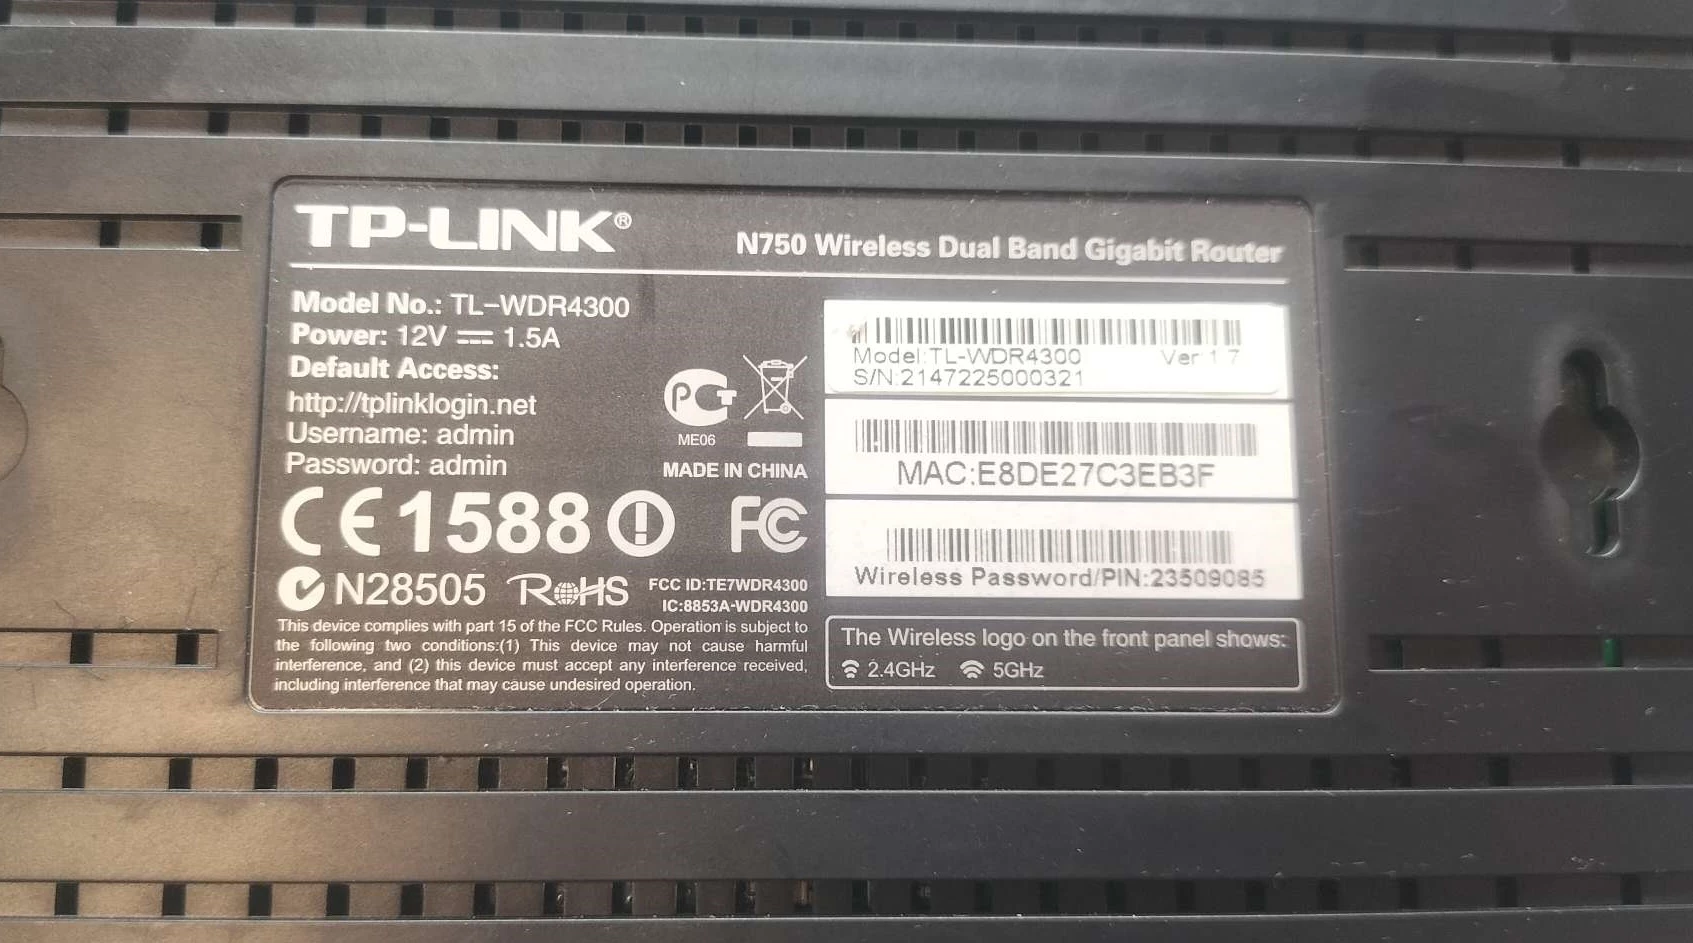 TP-LINK®
N750 Wireless Dual Band Gigabit Router
Model No.: TL-WDR4300
Power: 12V ⎓ 1.5A
Default Access:
http://tplinklogin.net
Username: admin
Password: admin
PCT
ME06
MADE IN CHINA
CE1588 FC
N28505 RoHS
FCC ID:TE7WDR4300
IC:8853A-WDR4300
This device complies with part 15 of the FCC Rules. Operation is subject to
the following two conditions:(1) This device may not cause harmful
interference, and (2) this device must accept any interference received,
including interference that may cause undesired operation.
Model:TL-WDR4300 Ver:1.7
S/N:2147225000321
MAC:E8DE27C3EB3F
Wireless Password/PIN:23509085
The Wireless logo on the front panel shows:
2.4GHz 5GHz